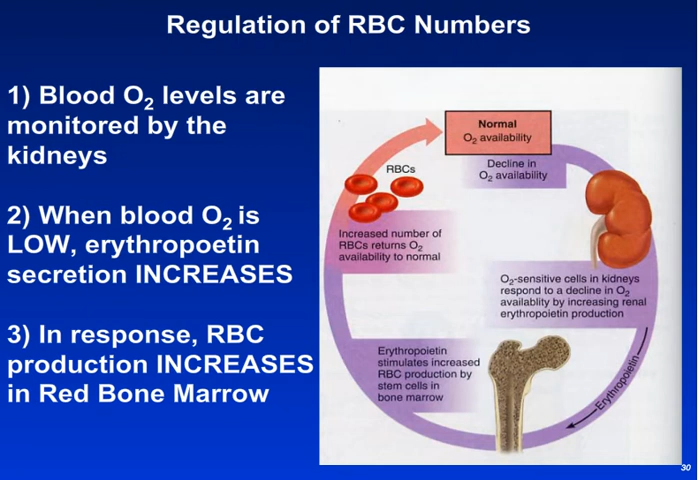 Regulation of RBC Numbers
1) Blood O2 levels are
monitored by the
kidneys
2) When blood O2 is
LOW, erythropoetin
secretion INCREASES
3) In response, RBC
production INCREASES
in Red Bone Marrow
Normal
O2 availability
Decline in
O2 availability
RBCs
Increased number of
RBCs returns O2
availability to normal
O2-sensitive cells in kidneys
respond to a decline in O2
availablity by increasing renal
erythropoietin production
Erythropoietin
stimulates increased
RBC production by
stem cells in
bone marrow
Erythropoietin
30